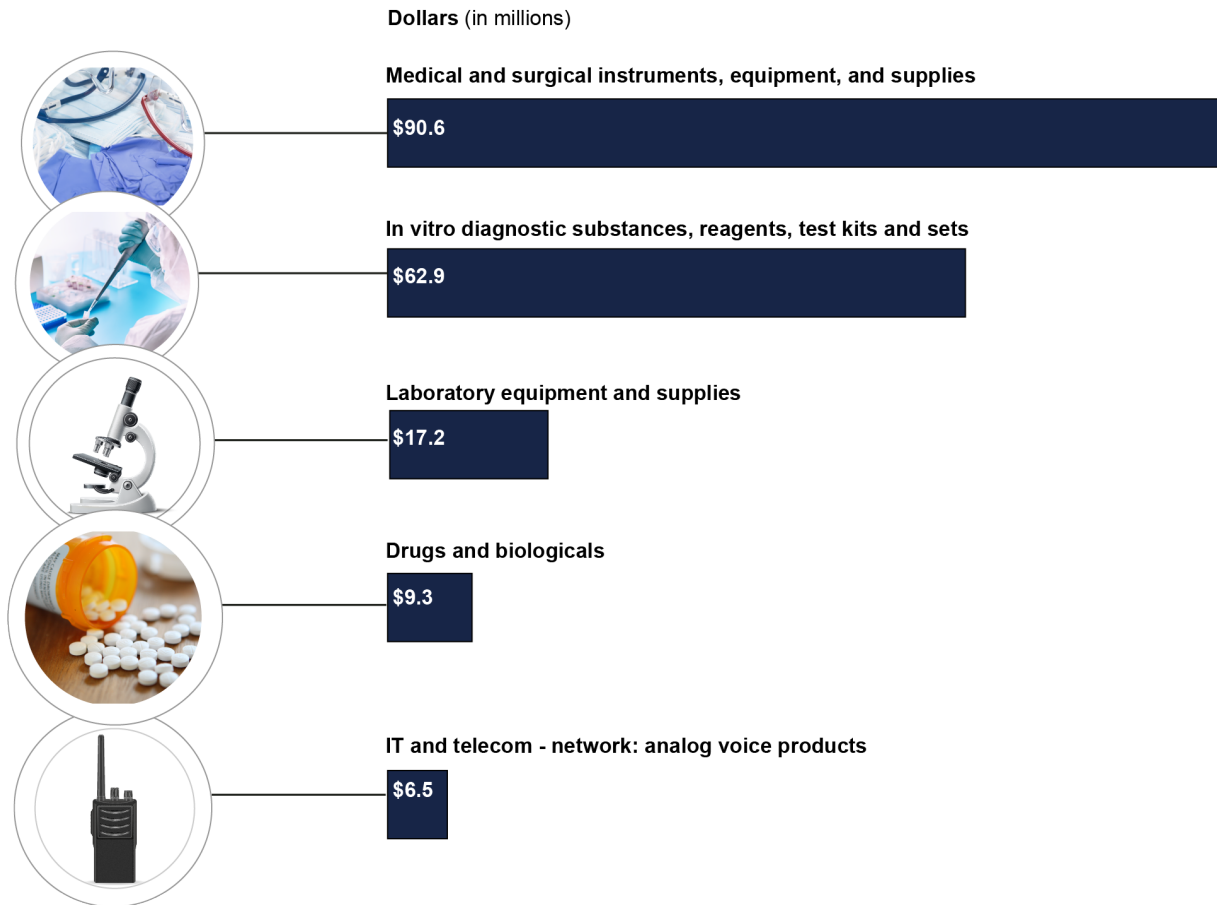 Dollars (in millions)
Medical and surgical instruments, equipment, and supplies
$90.6
In vitro diagnostic substances, reagents, test kits and sets
$62.9
Laboratory equipment and supplies
$17.2
Drugs and biologicals
$9.3
IT and telecom - network: analog voice products
$6.5